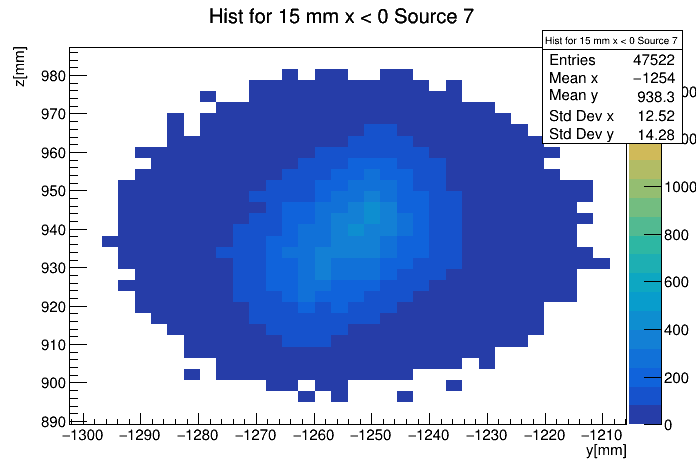 Hist for 15 mm x < 0 Source 7
Hist for 15 mm x < 0 Source 7
Entries 47522
Mean x −1254
Mean y 938.3
Std Dev x 12.52
Std Dev y 14.28
z[mm]
980
970
960
950
940
930
920
910
900
890
1000
800
600
400
200
0
−1300 −1290 −1280 −1270 −1260 −1250 −1240 −1230 −1220 −1210
y[mm]